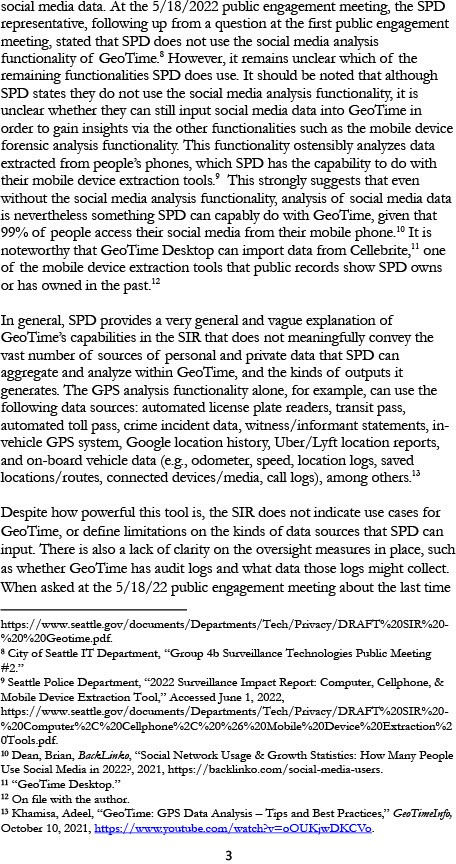 social media data. At the 5/18/2022 public engagement meeting, the SPD
representative, following up from a question at the first public engagement
meeting, stated that SPD does not use the social media analysis
functionality of GeoTime.⁸ However, it remains unclear which of the
remaining functionalities SPD does use. It should be noted that although
SPD states they do not use the social media analysis functionality, it is
unclear whether they can still input social media data into GeoTime in
order to gain insights via the other functionalities such as the mobile device
forensic analysis functionality. This functionality ostensibly analyzes data
extracted from people's phones, which SPD has the capability to do with
their mobile device extraction tools.⁹ This strongly suggests that even
without the social media analysis functionality, analysis of social media data
is nevertheless something SPD can capably do with GeoTime, given that
99% of people access their social media from their mobile phone.¹⁰ It is
noteworthy that GeoTime Desktop can import data from Cellebrite,¹¹ one
of the mobile device extraction tools that public records show SPD owns
or has owned in the past.¹²
In general, SPD provides a very general and vague explanation of
GeoTime's capabilities in the SIR that does not meaningfully convey the
vast number of sources of personal and private data that SPD can
aggregate and analyze within GeoTime, and the kinds of outputs it
generates. The GPS analysis functionality alone, for example, can use the
following data sources: automated license plate readers, transit pass,
automated toll pass, crime incident data, witness/informant statements, in-
vehicle GPS system, Google location history, Uber/Lyft location reports,
and on-board vehicle data (e.g., odometer, speed, location logs, saved
locations/routes, connected devices/media, call logs), among others.¹³
Despite how powerful this tool is, the SIR does not indicate use cases for
GeoTime, or define limitations on the kinds of data sources that SPD can
input. There is also a lack of clarity on the oversight measures in place, such
as whether GeoTime has audit logs and what data those logs might collect.
When asked at the 5/18/22 public engagement meeting about the last time
https://www.seattle.gov/documents/Departments/Tech/Privacy/DRAFT%20SIR%20-
%20%20Geotime.pdf.
⁸ City of Seattle IT Department, "Group 4b Surveillance Technologies Public Meeting
#2."
⁹ Seattle Police Department, "2022 Surveillance Impact Report: Computer, Cellphone, &
Mobile Device Extraction Tool," Accessed June 1, 2022,
https://www.seattle.gov/documents/Departments/Tech/Privacy/DRAFT%20SIR%20-
%20Computer%2C%20Cellphone%2C%20%26%20Mobile%20Device%20Extraction%2
0Tools.pdf.
¹⁰ Dean, Brian, BackLinko, "Social Network Usage & Growth Statistics: How Many People
Use Social Media in 2022?, 2021, https://backlinko.com/social-media-users.
¹¹ "GeoTime Desktop."
¹² On file with the author.
¹³ Khamisa, Adeel, "GeoTime: GPS Data Analysis – Tips and Best Practices," GeoTimeInfo,
October 10, 2021, https://www.youtube.com/watch?v=oOUKjwDKCVo.
3